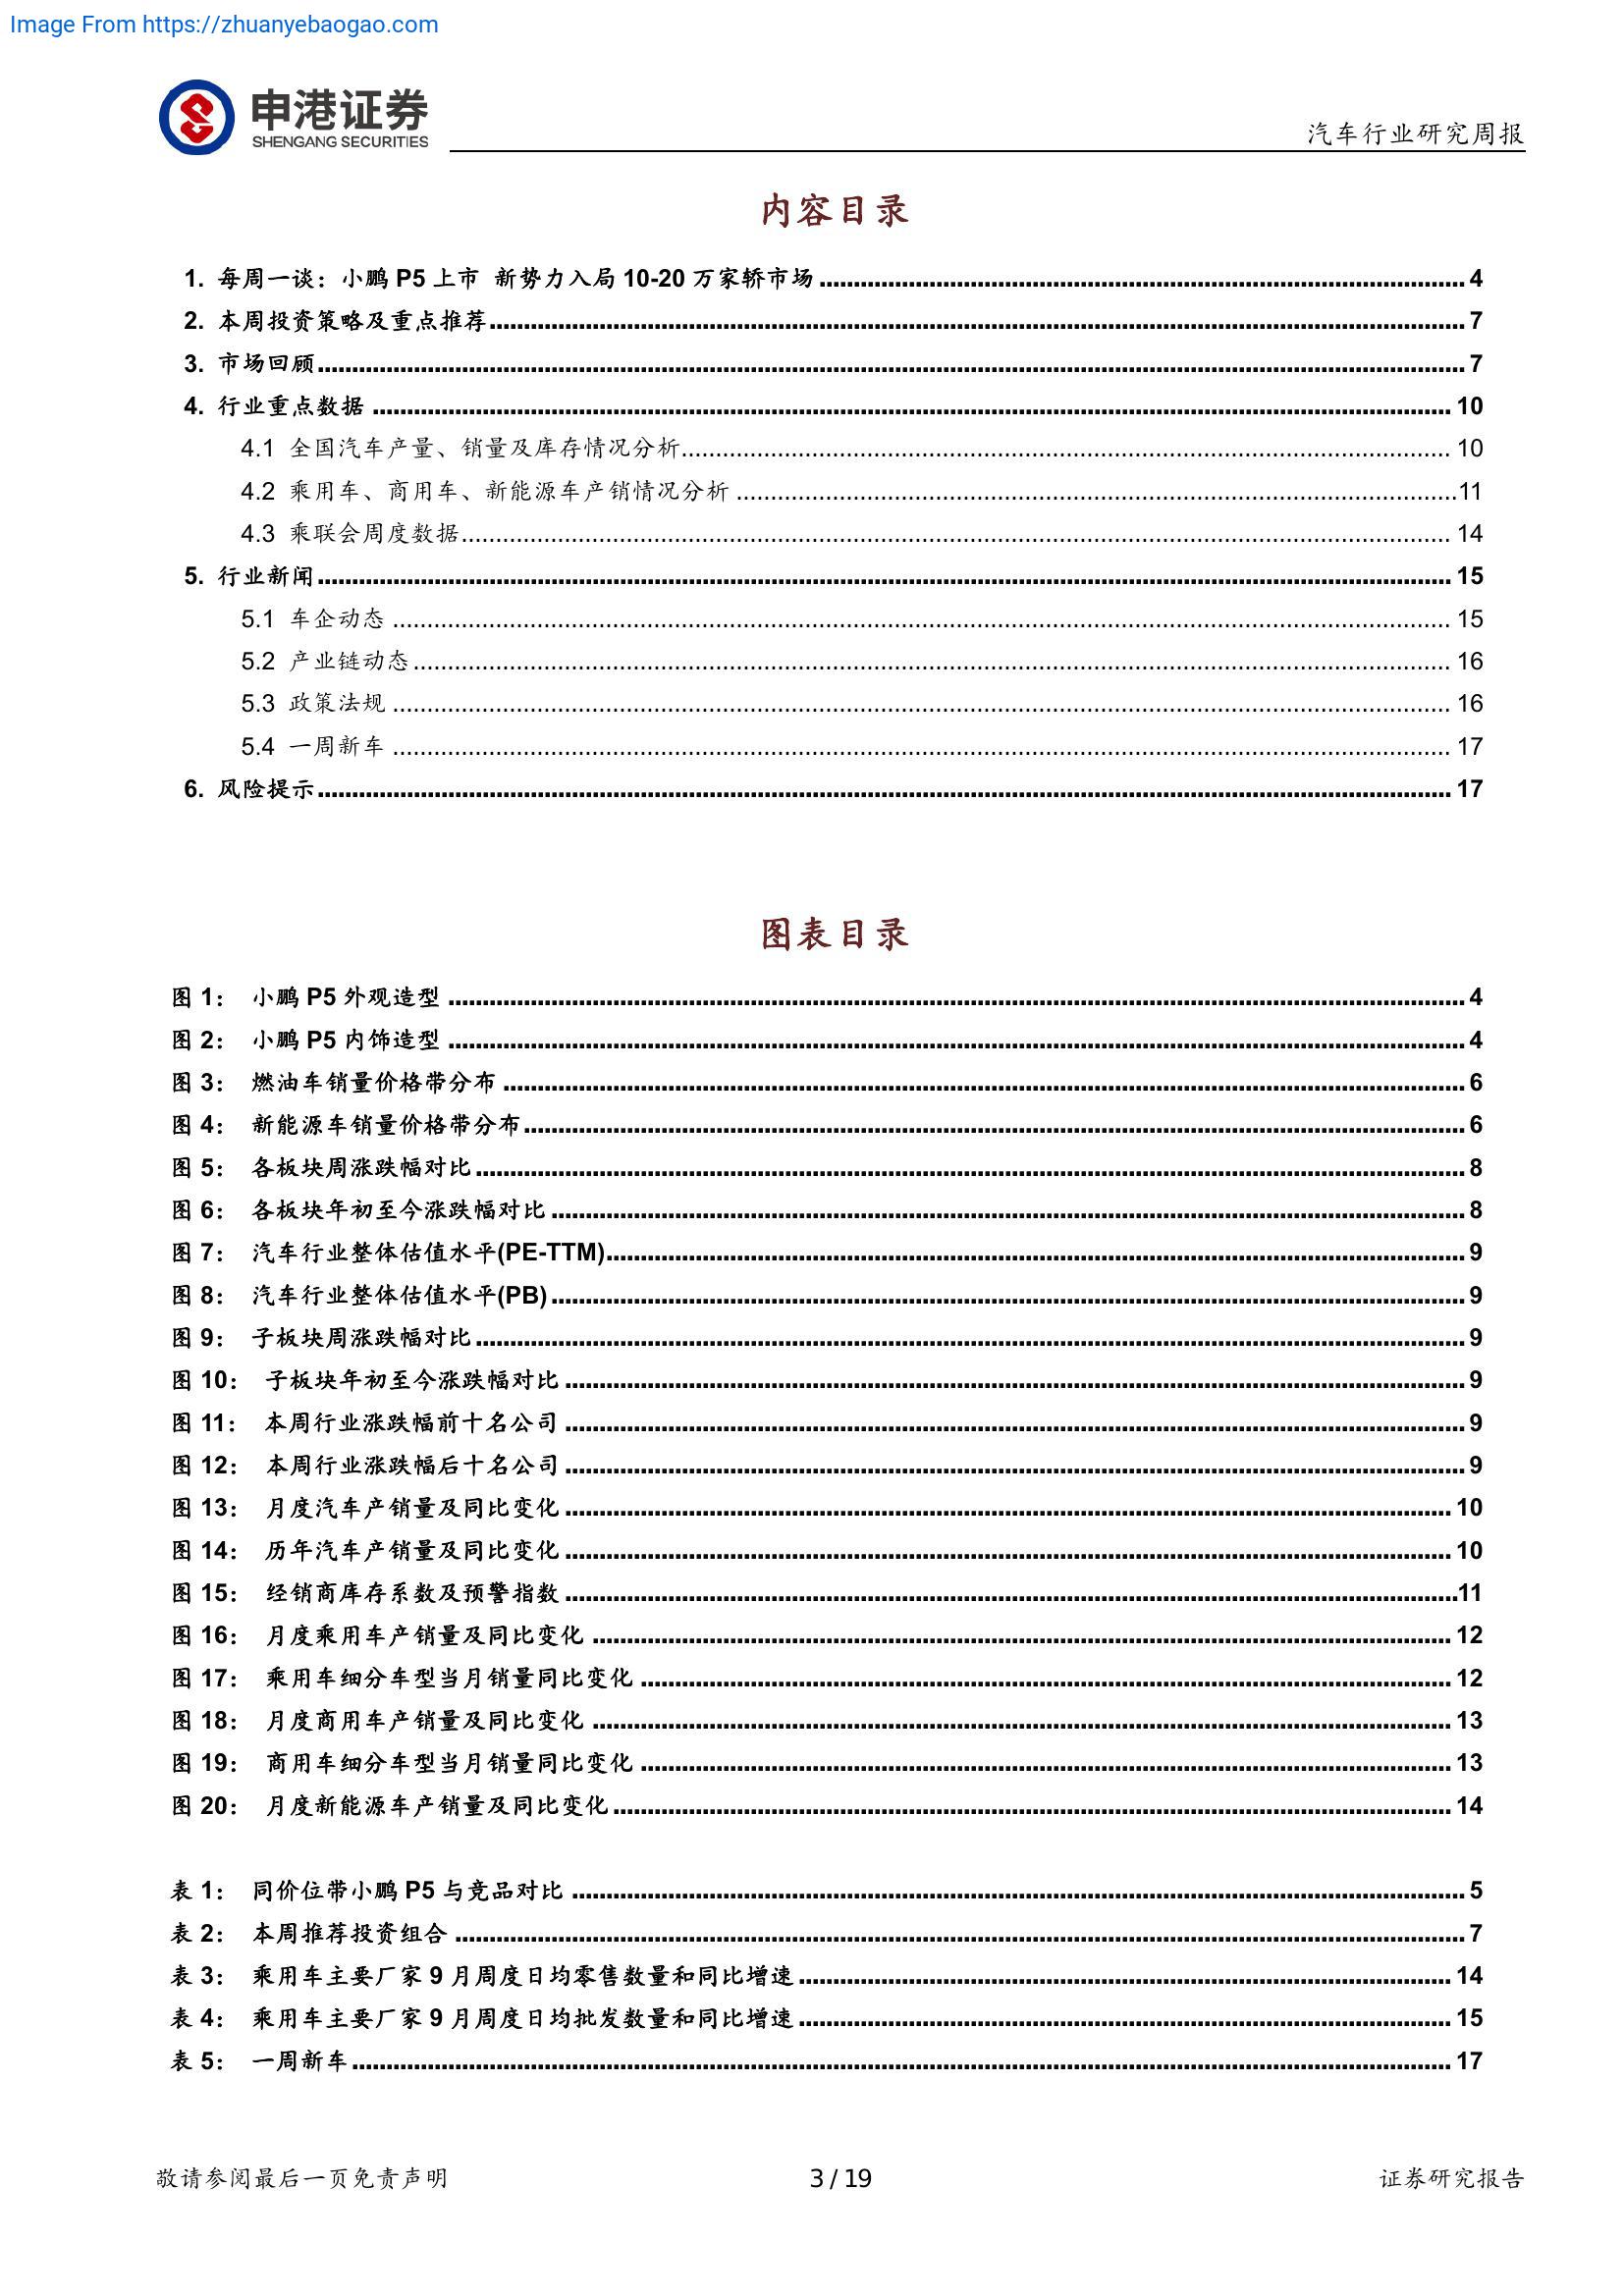 Image From https://zhuanyebaogao.com
申港证券
SHENGANG SECURITIES
汽车行业研究周报
内容目录
1. 每周一谈：小鹏 P5 上市 新势力入局 10-20 万家轿市场 4
2. 本周投资策略及重点推荐 7
3. 市场回顾 7
4. 行业重点数据 10
4.1 全国汽车产量、销量及库存情况分析 10
4.2 乘用车、商用车、新能源车产销情况分析 11
4.3 乘联会周度数据 14
5. 行业新闻 15
5.1 车企动态 15
5.2 产业链动态 16
5.3 政策法规 16
5.4 一周新车 17
6. 风险提示 17
图表目录
图 1： 小鹏 P5 外观造型 4
图 2： 小鹏 P5 内饰造型 4
图 3： 燃油车销量价格带分布 6
图 4： 新能源车销量价格带分布 6
图 5： 各板块周涨跌幅对比 8
图 6： 各板块年初至今涨跌幅对比 8
图 7： 汽车行业整体估值水平(PE-TTM) 9
图 8： 汽车行业整体估值水平(PB) 9
图 9： 子板块周涨跌幅对比 9
图 10： 子板块年初至今涨跌幅对比 9
图 11： 本周行业涨跌幅前十名公司 9
图 12： 本周行业涨跌幅后十名公司 9
图 13： 月度汽车产销量及同比变化 10
图 14： 历年汽车产销量及同比变化 10
图 15： 经销商库存系数及预警指数 11
图 16： 月度乘用车产销量及同比变化 12
图 17： 乘用车细分车型当月销量同比变化 12
图 18： 月度商用车产销量及同比变化 13
图 19： 商用车细分车型当月销量同比变化 13
图 20： 月度新能源车产销量及同比变化 14
表 1： 同价位带小鹏 P5 与竞品对比 5
表 2： 本周推荐投资组合 7
表 3： 乘用车主要厂家 9 月周度日均零售数量和同比增速 14
表 4： 乘用车主要厂家 9 月周度日均批发数量和同比增速 15
表 5： 一周新车 17
敬请参阅最后一页免责声明
3 / 19
证券研究报告